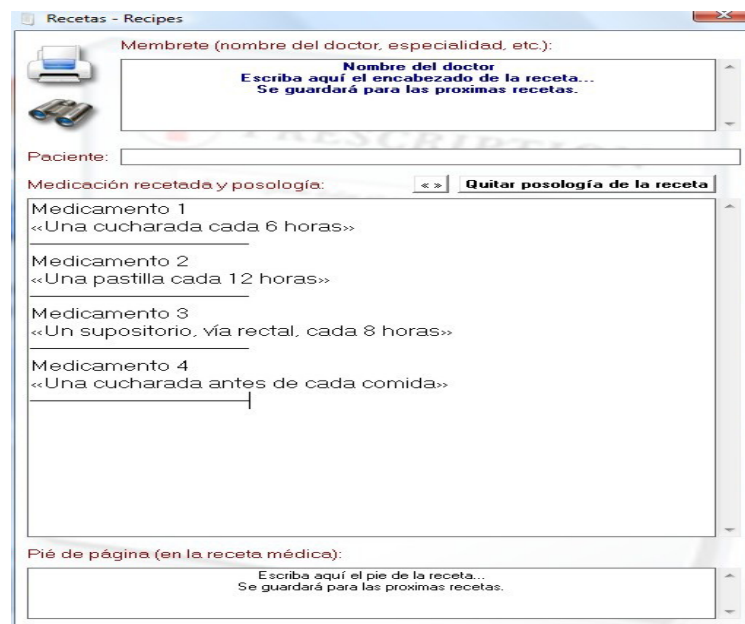 Recetas - Recipes
Membrete (nombre del doctor, especialidad, etc.):
Nombre del doctor
Escriba aquí el encabezado de la receta...
Se guardará para las proximas recetas.
PRESCRIPTION
Paciente:
Medicación recetada y posología:
« »
Quitar posología de la receta
Medicamento 1
«Una cucharada cada 6 horas»
Medicamento 2
«Una pastilla cada 12 horas»
Medicamento 3
«Un supositorio, vía rectal, cada 8 horas»
Medicamento 4
«Una cucharada antes de cada comida»
Pié de página (en la receta médica):
Escriba aquí el pie de la receta...
Se guardará para las proximas recetas.